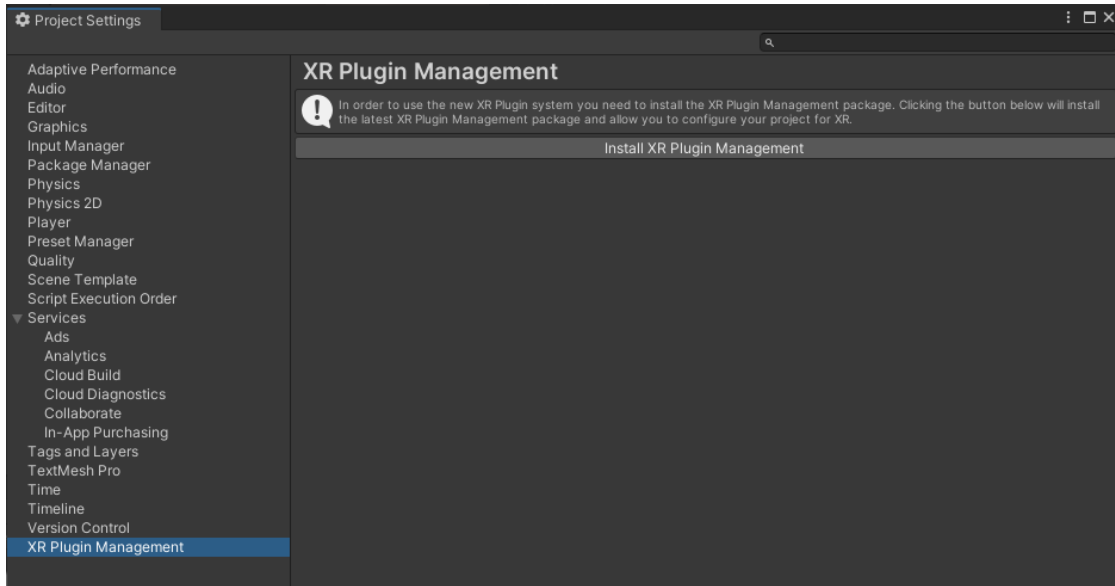 Project Settings
Adaptive Performance
Audio
Editor
Graphics
Input Manager
Package Manager
Physics
Physics 2D
Player
Preset Manager
Quality
Scene Template
Script Execution Order
Services
Ads
Analytics
Cloud Build
Cloud Diagnostics
Collaborate
In-App Purchasing
Tags and Layers
TextMesh Pro
Time
Timeline
Version Control
XR Plugin Management
XR Plugin Management
In order to use the new XR Plugin system you need to install the XR Plugin Management package. Clicking the button below will install
the latest XR Plugin Management package and allow you to configure your project for XR.
Install XR Plugin Management